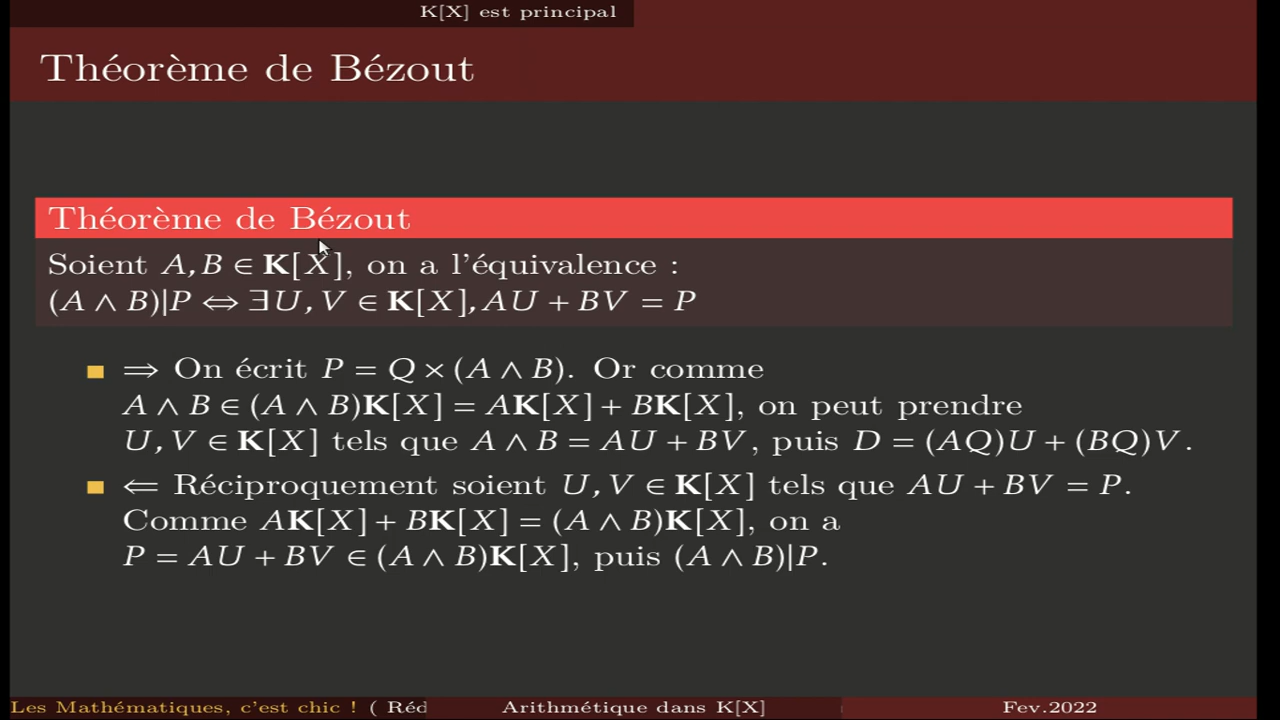 K[X] est principal
Théorème de Bézout
Théorème de Bézout
Soient A, B ∈ K[X], on a l'équivalence :
(A ∧ B)|P ⇔ ∃U, V ∈ K[X], AU + BV = P
⇒ On écrit P = Q × (A ∧ B). Or comme
A ∧ B ∈ (A ∧ B)K[X] = AK[X] + BK[X], on peut prendre
U, V ∈ K[X] tels que A ∧ B = AU + BV, puis D = (AQ)U + (BQ)V.
⇐ Réciproquement soient U, V ∈ K[X] tels que AU + BV = P.
Comme AK[X] + BK[X] = (A ∧ B)K[X], on a
P = AU + BV ∈ (A ∧ B)K[X], puis (A ∧ B)|P.
Les Mathématiques, c'est chic ! ( Réd Arithmétique dans K[X] Fev.2022